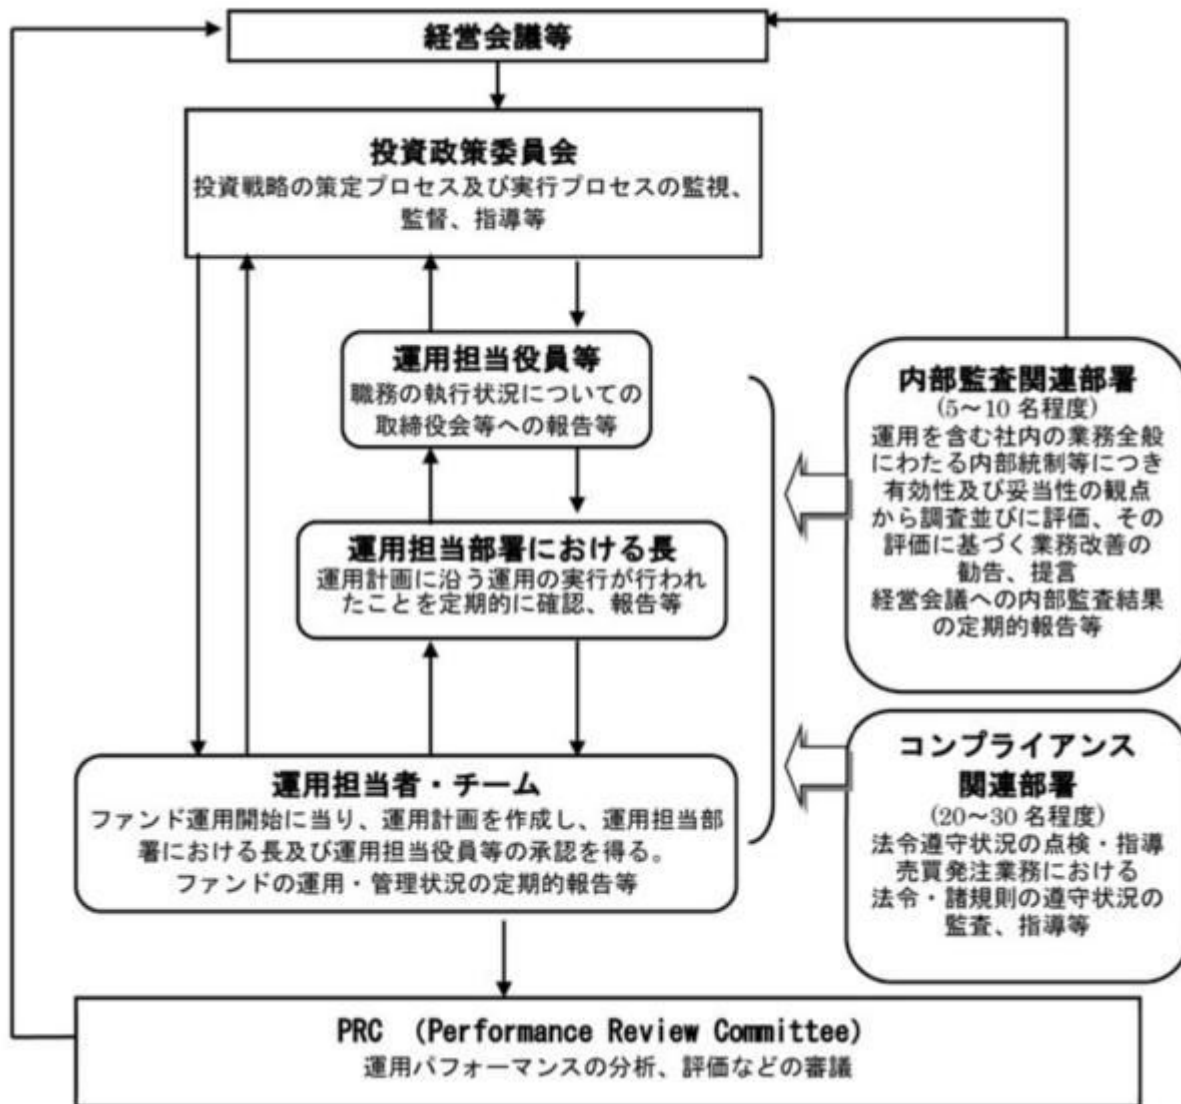 経営会議等
投資政策委員会
投資戦略の策定プロセス及び実行プロセスの監視、
監督、指導等
運用担当役員等
職務の執行状況についての
取締役会等への報告等
運用担当部署における長
運用計画に沿う運用の実行が行われ
たことを定期的に確認、報告等
運用担当者・チーム
ファンド運用開始に当り、運用計画を作成し、運用担当部
署における長及び運用担当役員等の承認を得る。
ファンドの運用・管理状況の定期的報告等
内部監査関連部署
(5～10 名程度)
運用を含む社内の業務全般
にわたる内部統制等につき
有効性及び妥当性の観点
から調査並びに評価、その
評価に基づく業務改善の
勧告、提言
経営会議への内部監査結果
の定期的報告等
コンプライアンス
関連部署
(20～30 名程度)
法令遵守状況の点検・指導
売買発注業務における
法令・諸規則の遵守状況の
監査、指導等
PRC (Performance Review Committee)
運用パフォーマンスの分析、評価などの審議